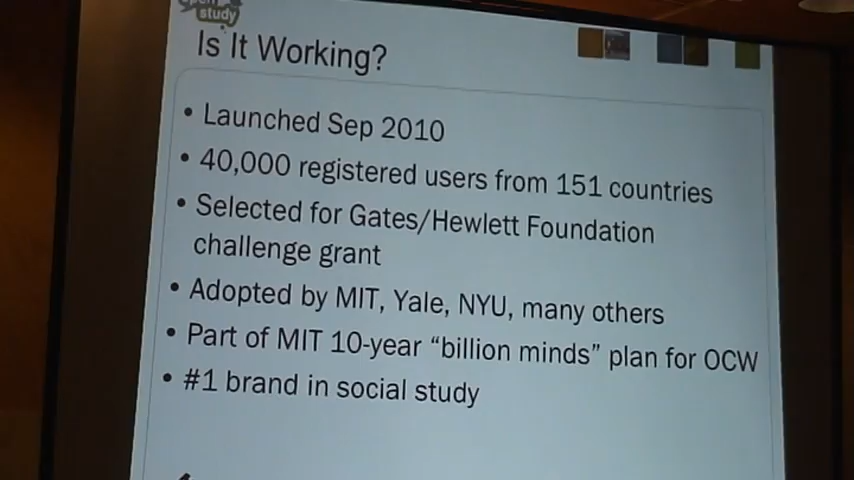 study
Is It Working?
• Launched Sep 2010
• 40,000 registered users from 151 countries
• Selected for Gates/Hewlett Foundation
challenge grant
• Adopted by MIT, Yale, NYU, many others
• Part of MIT 10-year “billion minds” plan for OCW
• #1 brand in social study